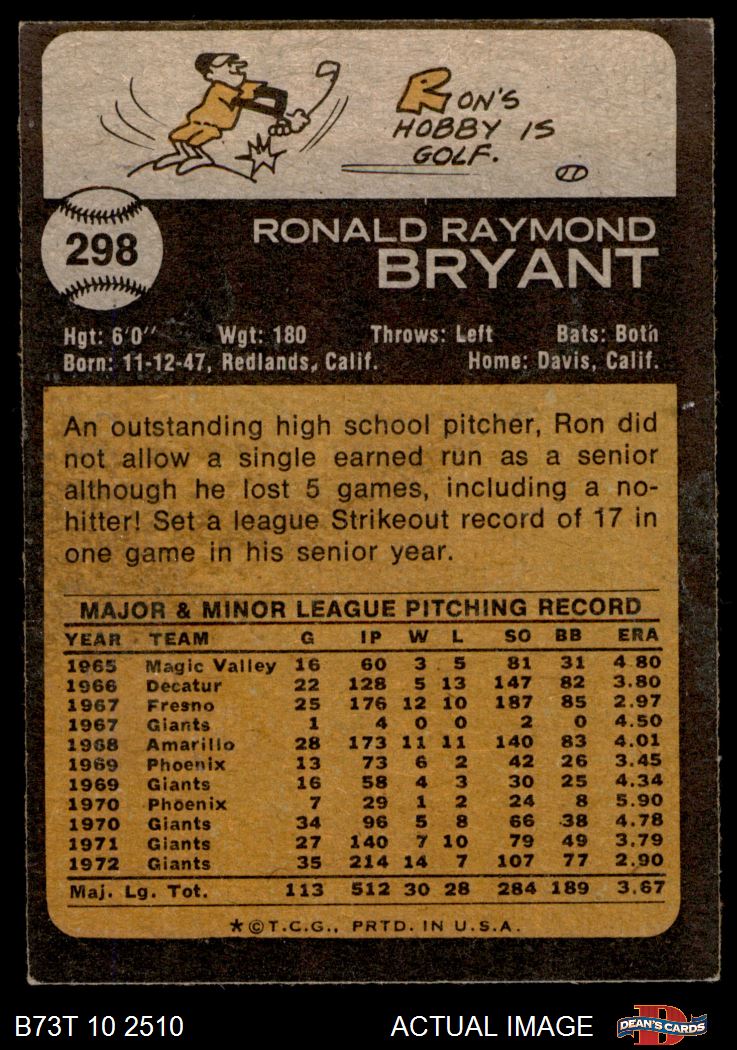 RON'S
HOBBY IS
GOLF.
298
RONALD RAYMOND
BRYANT
Hgt: 6'0" Wgt: 180 Throws: Left Bats: Both
Born: 11-12-47, Redlands, Calif. Home: Davis, Calif.
An outstanding high school pitcher, Ron did
not allow a single earned run as a senior
although he lost 5 games, including a no-
hitter! Set a league Strikeout record of 17 in
one game in his senior year.
MAJOR & MINOR LEAGUE PITCHING RECORD
YEAR TEAM G IP W L SO BB ERA
1965 Magic Valley 16 60 3 5 81 31 4.80
1966 Decatur 22 128 5 13 147 82 3.80
1967 Fresno 25 176 12 10 187 85 2.97
1967 Giants 1 4 0 0 2 0 4.50
1968 Amarillo 28 173 11 11 140 83 4.01
1969 Phoenix 13 73 6 2 42 26 3.45
1969 Giants 16 58 4 3 30 25 4.34
1970 Phoenix 7 29 1 2 24 8 5.90
1970 Giants 34 96 5 8 66 38 4.78
1971 Giants 27 140 7 10 79 49 3.79
1972 Giants 35 214 14 7 107 77 2.90
Maj. Lg. Tot. 113 512 30 28 284 189 3.67
*©T.C.G., PRTD. IN U.S.A.
B73T 10 2510 ACTUAL IMAGE DEAN'S CARDS